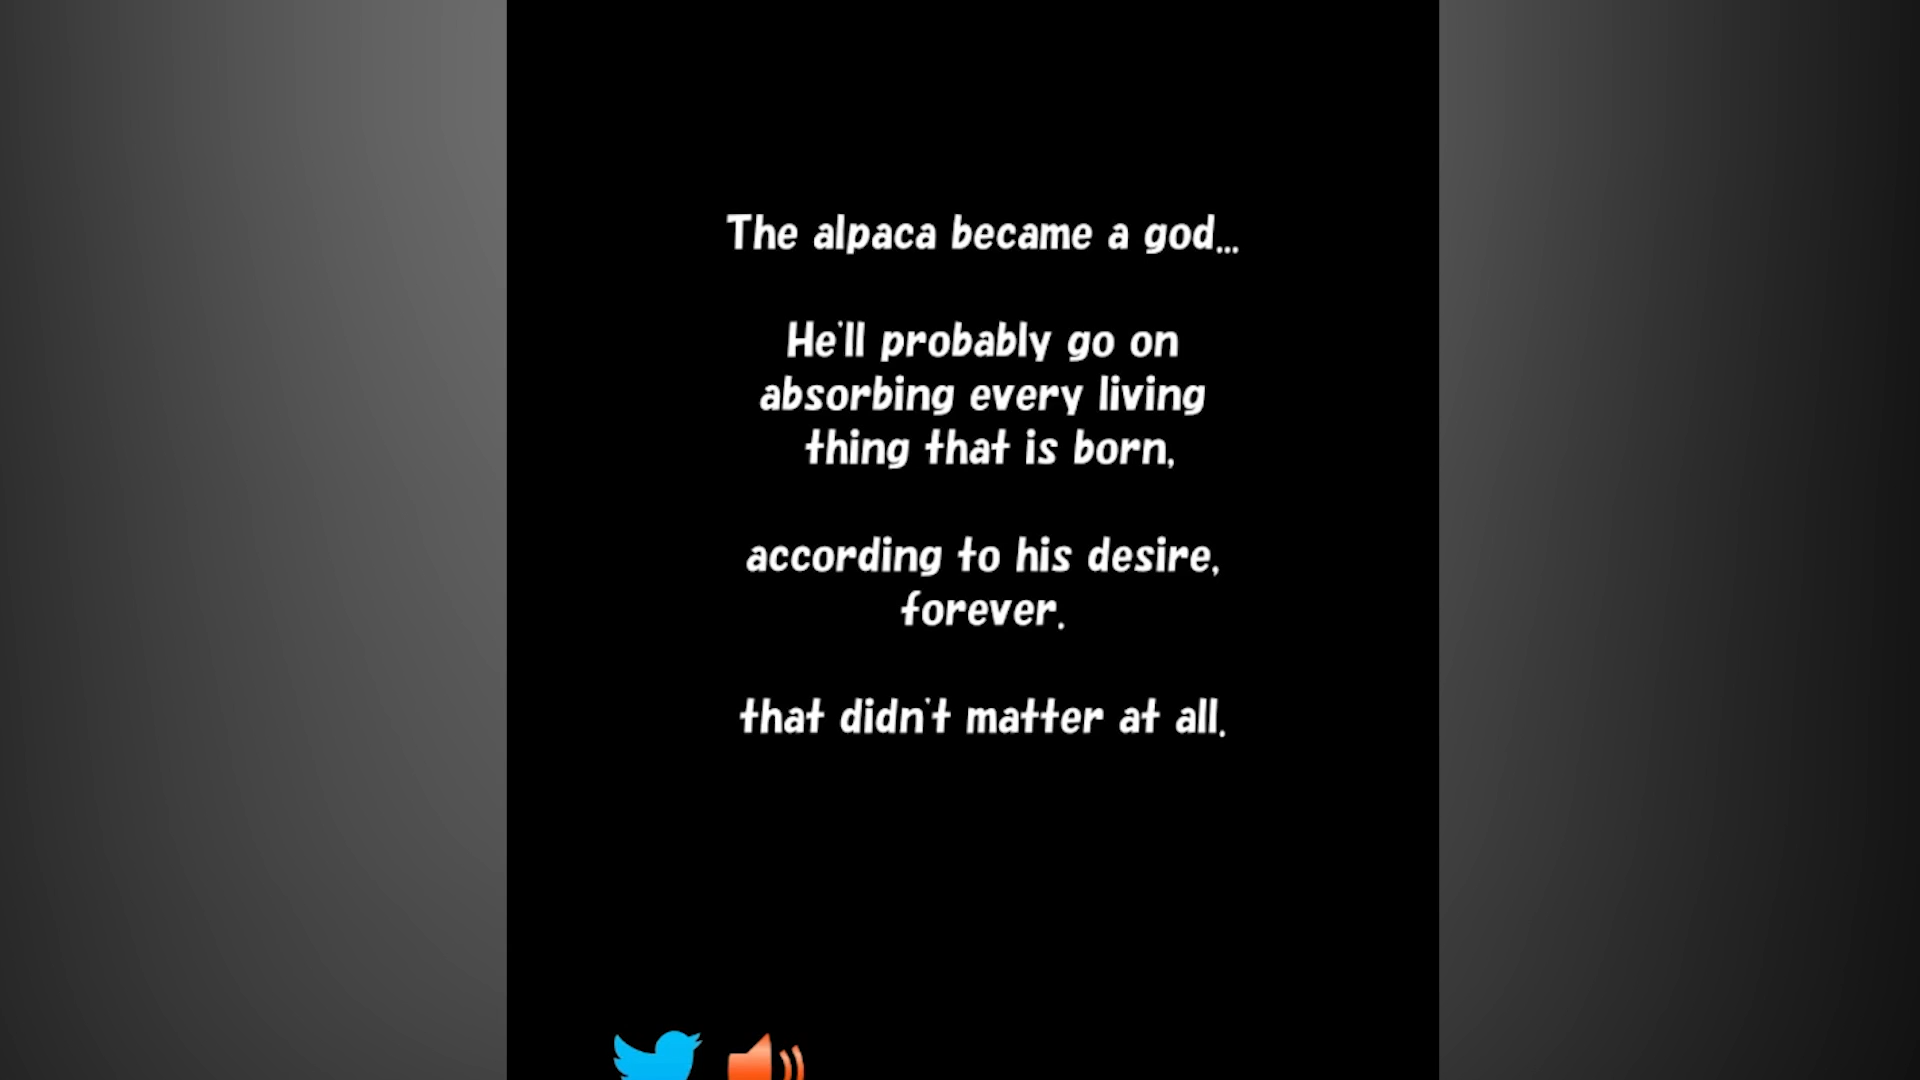 The alpaca became a god...
He'll probably go on
absorbing every living
thing that is born,
according to his desire,
forever.
that didn't matter at all.